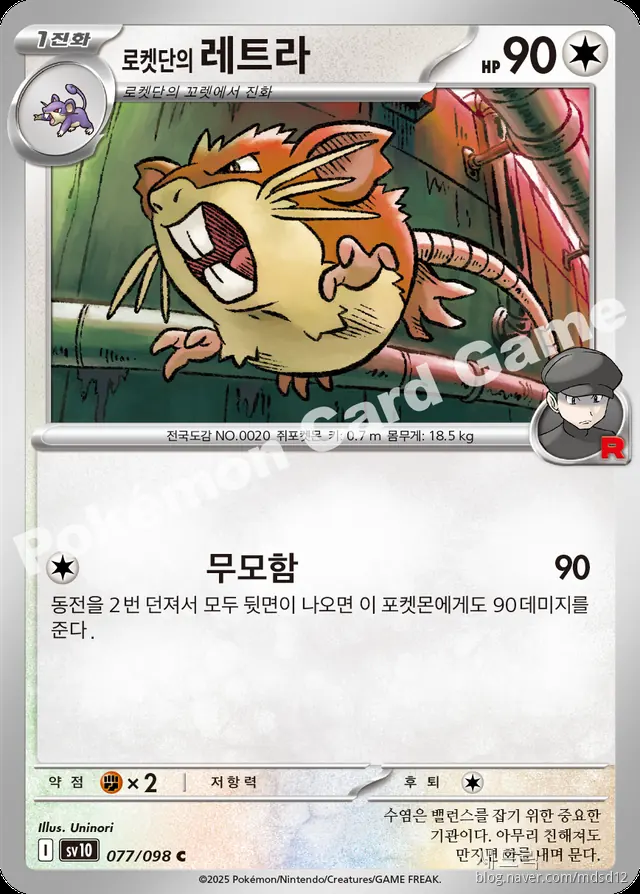 1진화
로켓단의 레트라 HP 90
로켓단의 꼬렛에서 진화
Pokémon Card Game
R
전국도감 NO.0020 쥐포켓몬 키: 0.7 m 몸무게: 18.5 kg
무모함 90
동전을 2번 던져서 모두 뒷면이 나오면 이 포켓몬에게도 90데미지를
준다.
약점 ×2 저항력 후퇴
Illus. Uninori
I sv10 077/098 C
수염은 밸런스를 잡기 위한 중요한
기관이다. 아무리 친해져도
만지면 화를 내며 문다.
blog.naver.com/mdsd12
©2025 Pokémon/Nintendo/Creatures/GAME FREAK.